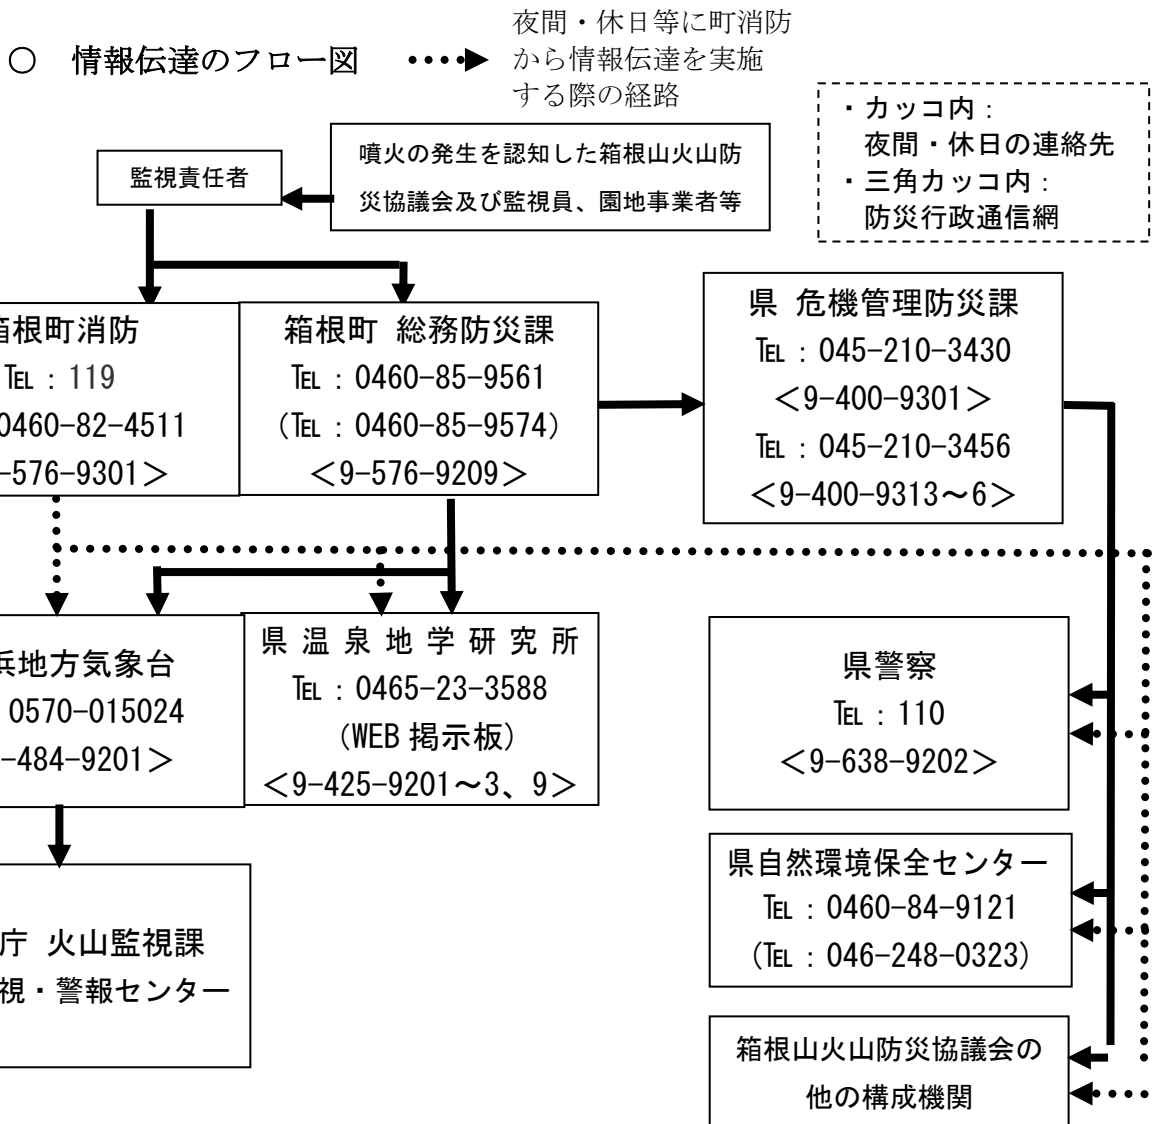 ○ 情報伝達のフロー図
夜間・休日等に町消防
から情報伝達を実施
する際の経路
・カッコ内：
夜間・休日の連絡先
・三角カッコ内：
防災行政通信網
監視責任者
噴火の発生を認知した箱根山火山防
災協議会及び監視員、園地事業者等
根町消防
℡：119
0460-82-4511
-576-9301＞
箱根町 総務防災課
℡：0460-85-9561
（℡：0460-85-9574）
＜9-576-9209＞
県 危機管理防災課
℡：045-210-3430
＜9-400-9301＞
℡：045-210-3456
＜9-400-9313～6＞
浜地方気象台
0570-015024
-484-9201＞
県温泉地学研究所
℡：0465-23-3588
（WEB 掲示板）
＜9-425-9201～3、9＞
県警察
℡：110
＜9-638-9202＞
庁 火山監視課
視・警報センター
県自然環境保全センター
℡：0460-84-9121
（℡：046-248-0323）
箱根山火山防災協議会の
他の構成機関